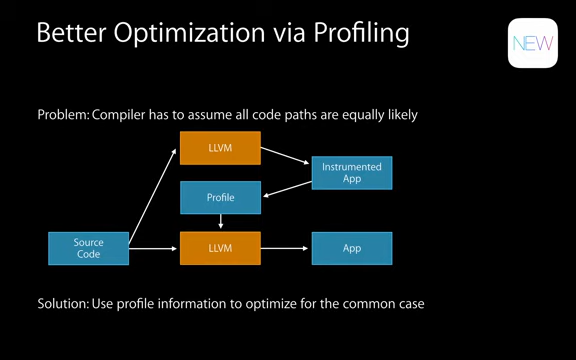 Better Optimization via Profiling
NEW
Problem: Compiler has to assume all code paths are equally likely
LLVM
Instrumented
App
Profile
Source
Code
LLVM
App
Solution: Use profile information to optimize for the common case